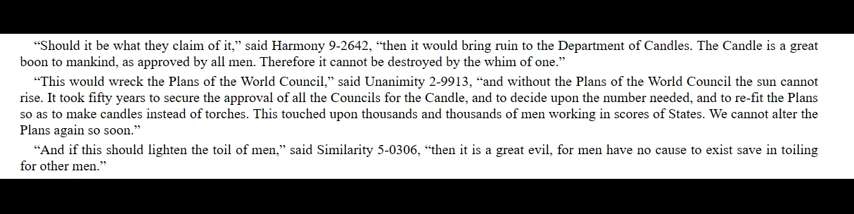 “Should it be what they claim of it,” said Harmony 9-2642, “then it would bring ruin to the Department of Candles. The Candle is a great
boon to mankind, as approved by all men. Therefore it cannot be destroyed by the whim of one.”
“This would wreck the Plans of the World Council,” said Unanimity 2-9913, “and without the Plans of the World Council the sun cannot
rise. It took fifty years to secure the approval of all the Councils for the Candle, and to decide upon the number needed, and to re-fit the Plans
so as to make candles instead of torches. This touched upon thousands and thousands of men working in scores of States. We cannot alter the
Plans again so soon.”
“And if this should lighten the toil of men,” said Similarity 5-0306, “then it is a great evil, for men have no cause to exist save in toiling
for other men.”